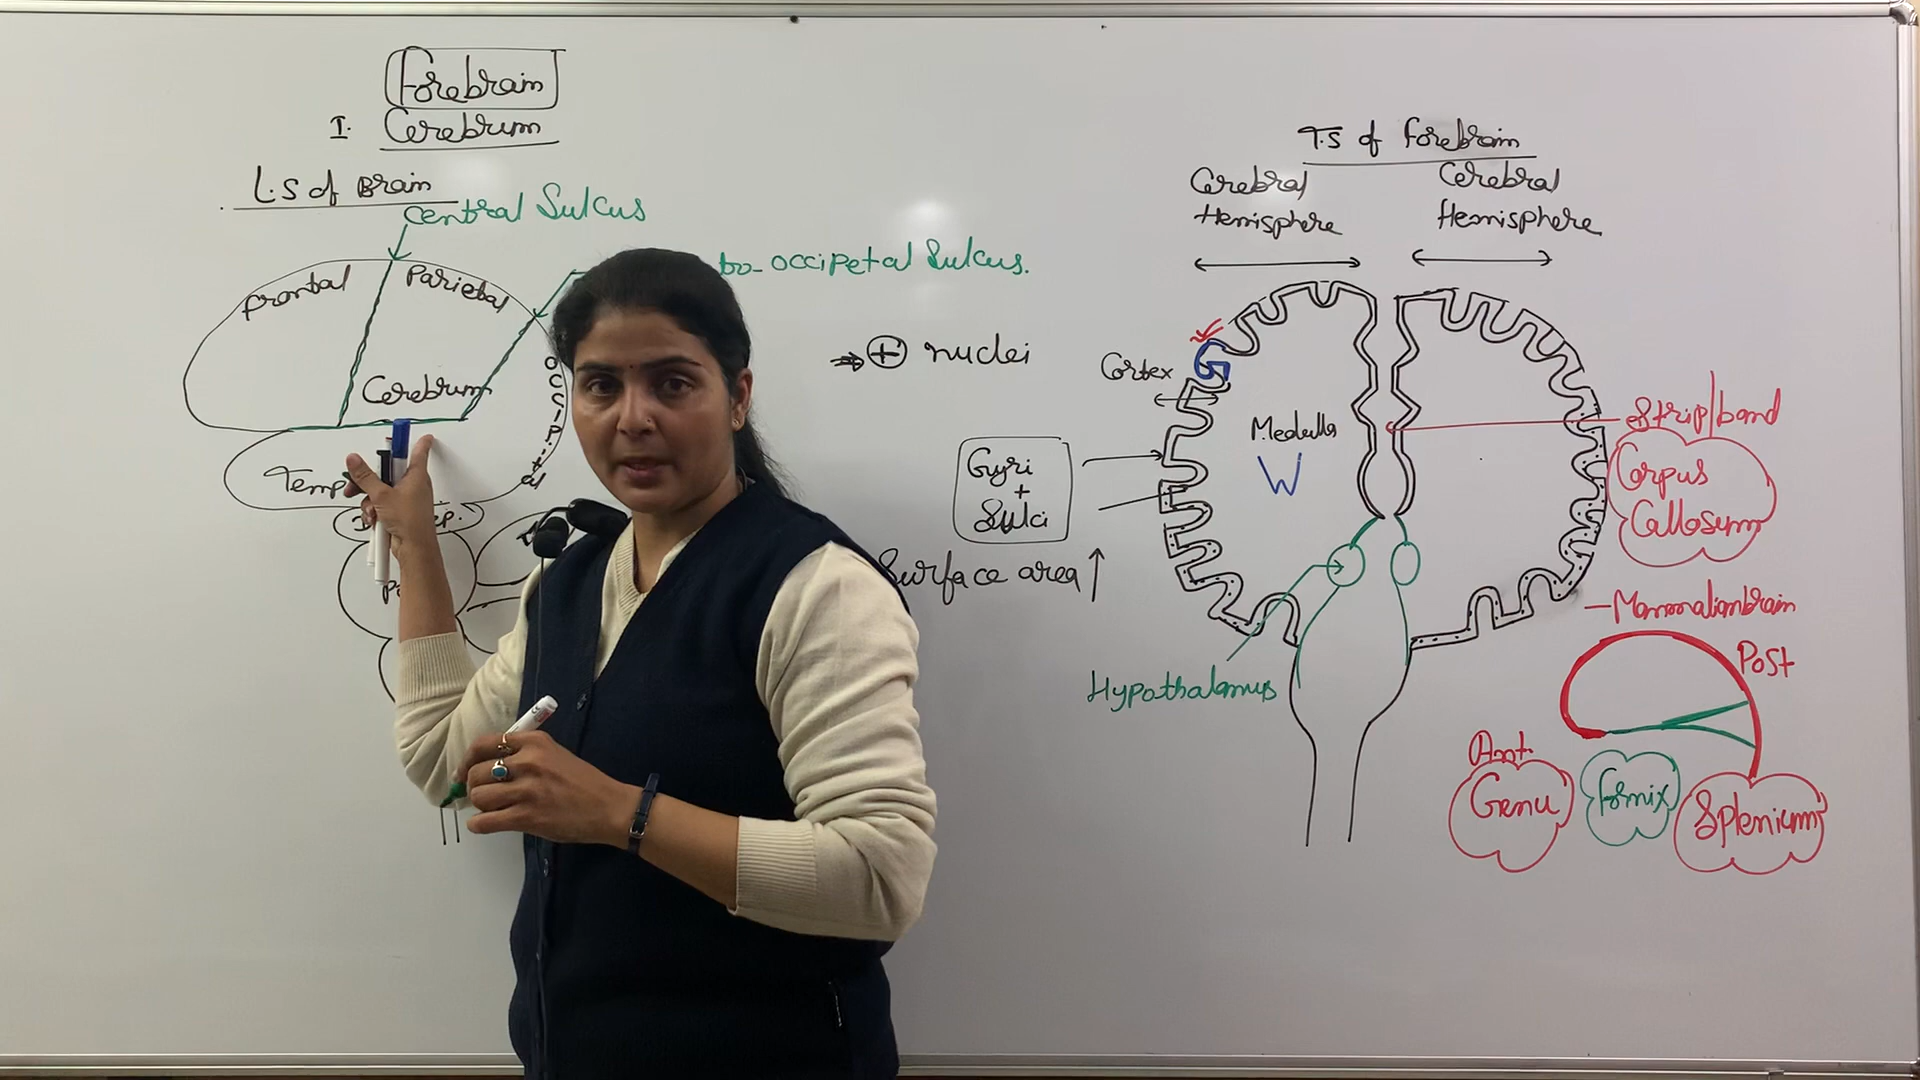 Forebrain
I. Cerebrum
L.S of Brain
central Sulcus
frontal
Parietal
to-occipetal Sulcus.
Cerebrum
occipital
⇒ ⊕ nuclei
T.S of Forebrain
Cerebral
Hemisphere
Cerebral
Hemisphere
Cortex
G
Medulla
W
Gyri
+
Sulci
Surface area ↑
Hypothalamus
Strip/band
Corpus
Callosum
-Mammalian brain
Post
Ant.
Genu
Fornix
Splenium